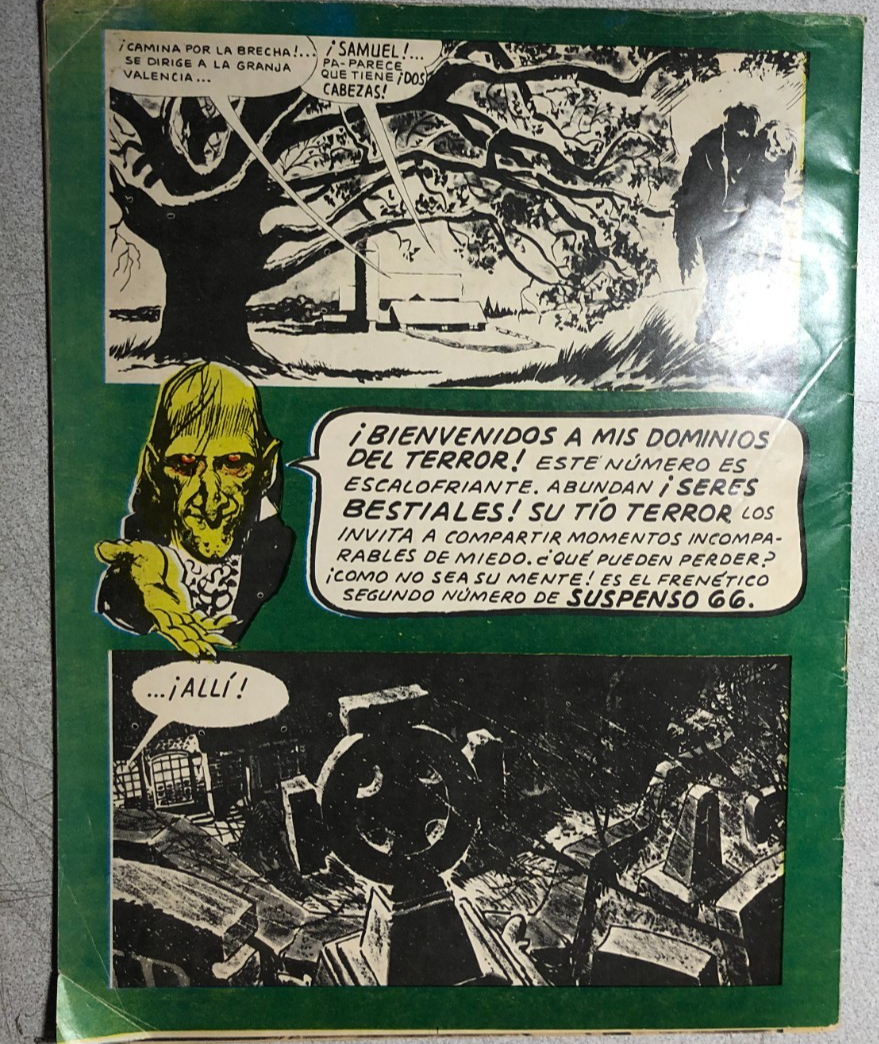 ¡CAMINA POR LA BRECHA!...
SE DIRIGE A LA GRANJA
VALENCIA...
¡SAMUEL!...
PA-PARECE
QUE TIENE ¡DOS
CABEZAS!
¡BIENVENIDOS A MIS DOMINIOS
DEL TERROR! ESTE NÚMERO ES
ESCALOFRIANTE. ABUNDAN ¡SERES
BESTIALES! SU TÍO TERROR LOS
INVITA A COMPARTIR MOMENTOS INCOMPA-
RABLES DE MIEDO. ¿QUÉ PUEDEN PERDER?
¡COMO NO SEA SU MENTE! ES EL FRENÉTICO
SEGUNDO NÚMERO DE SUSPENSO 66.
...¡ALLÍ!